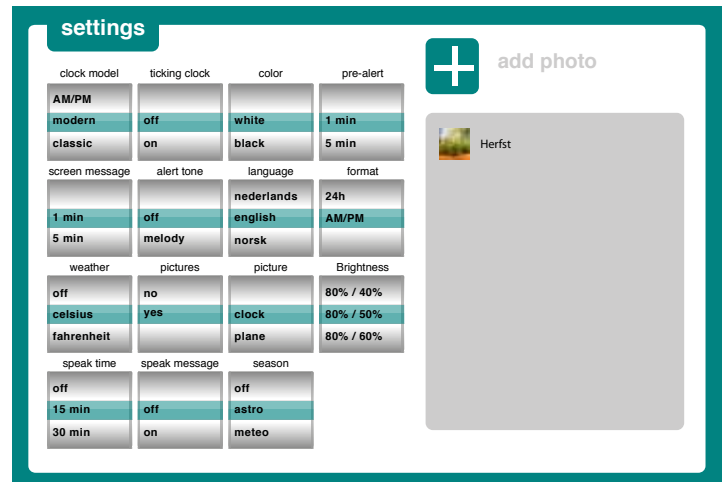 settings
clock model
AM/PM
modern
classic
ticking clock
off
on
color
white
black
pre-alert
1 min
5 min
screen message
1 min
5 min
alert tone
off
melody
language
nederlands
english
norsk
format
24h
AM/PM
weather
off
celsius
fahrenheit
pictures
no
yes
picture
clock
plane
Brightness
80% / 40%
80% / 50%
80% / 60%
speak time
off
15 min
30 min
speak message
off
on
season
off
astro
meteo
add photo
Herfst